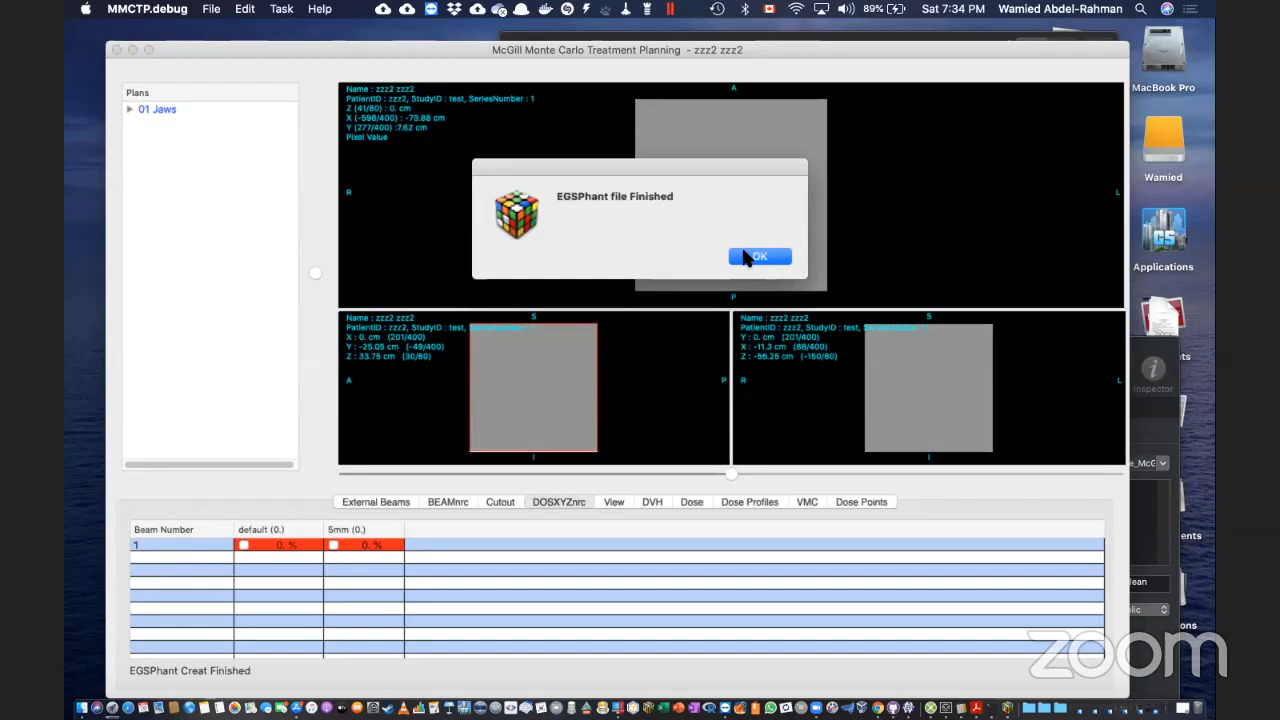 MMCTP.debug File Edit Task Help 89% Sat 7:34 PM Wamied Abdel-Rahman
McGill Monte Carlo Treatment Planning - zzz2 zzz2
MacBook Pro
Wamied
Applications
Plans
01 Jaws
Name : zzz2 zzz2
PatientID : zzz2, StudyID : test, SeriesNumber : 1
Z (41/80) : 0. cm
X (-598/400) : -79.88 cm
Y (277/400) :7.62 cm
Pixel Value
A
R
L
P
EGSPhant file Finished
OK
Name : zzz2 zzz2
PatientID : zzz2, StudyID : test,
X : 0. cm (201/400)
Y : -25.05 cm (-49/400)
Z : 33.75 cm (30/80)
S
A
P
I
Name : zzz2 zzz2
PatientID : zzz2, StudyID : test,
Y : 0. cm (201/400)
X : -11.3 cm (88/400)
Z : -56.25 cm (-150/80)
S
R
L
I
Inspector
External Beams BEAMnrc Cutout DOSXYZnrc View DVH Dose Dose Profiles VMC Dose Points
Beam Number default (0.) 5mm (0.)
1 0. % 0. %
EGSPhant Creat Finished
zoom